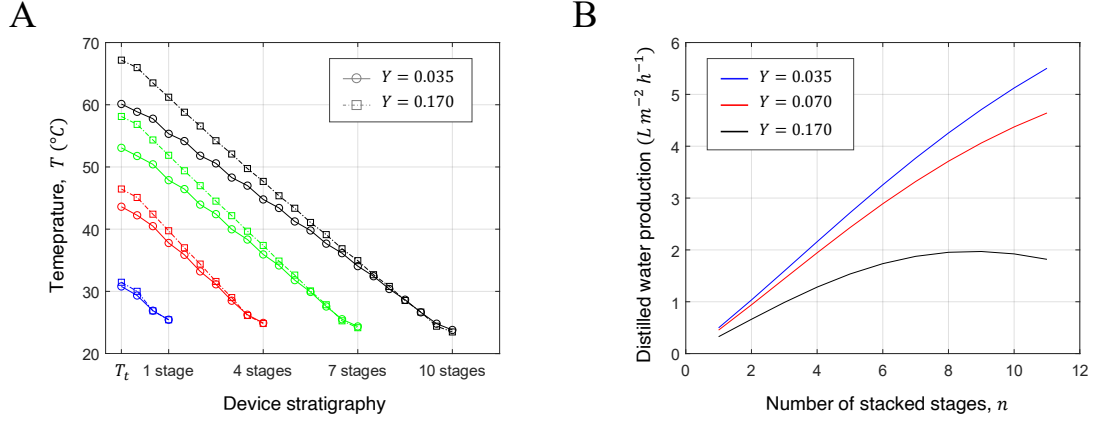 A
Temeprature, T (°C)
70
60
50
40
30
20
Y = 0.035
Y = 0.170
T_t
1 stage
4 stages
7 stages
10 stages
Device stratigraphy
B
Distilled water production (L m⁻² h⁻¹)
6
5
4
3
2
1
0
Y = 0.035
Y = 0.070
Y = 0.170
0
2
4
6
8
10
12
Number of stacked stages, n